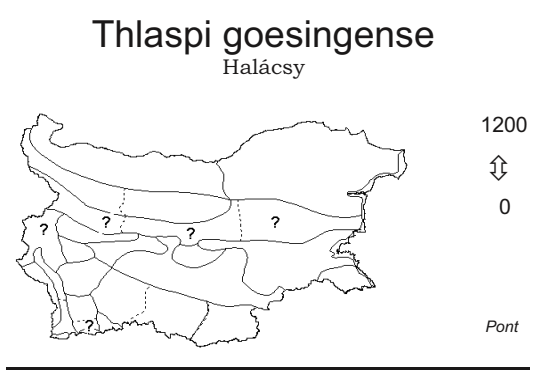 Thlaspi goesingense
Halácsy
1200
⇳
0
? ? ? ? ?
Pont